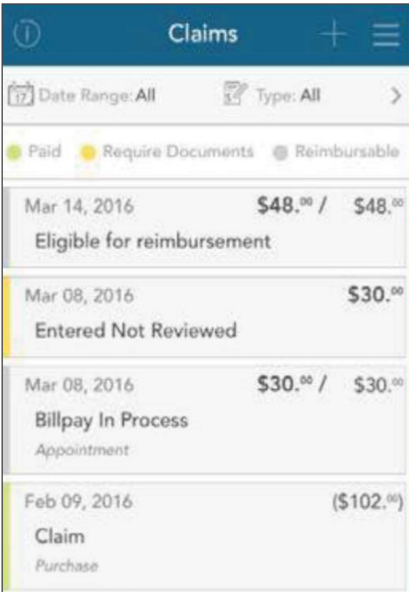 Claims
17 Date Range: All Type: All
Paid Require Documents Reimbursable
Mar 14, 2016 $48.00 / $48.00
Eligible for reimbursement
Mar 08, 2016 $30.00
Entered Not Reviewed
Mar 08, 2016 $30.00 / $30.00
Billpay In Process
Appointment
Feb 09, 2016 ($102.00)
Claim
Purchase